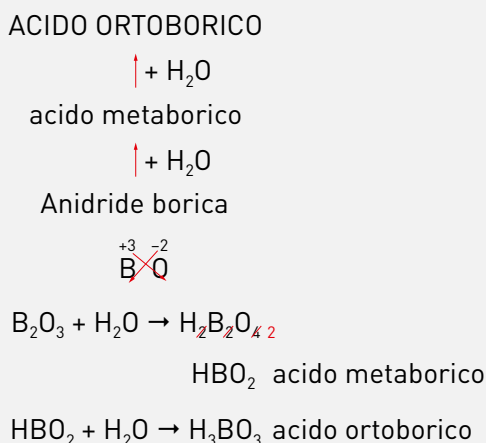 ACIDO ORTOBORICO
↑ + H₂O
acido metaborico
↑ + H₂O
Anidride borica
+3 −2
B O
B₂O₃ + H₂O → H₂B₂O₄ 2
HBO₂ acido metaborico
HBO₂ + H₂O → H₃BO₃ acido ortoborico